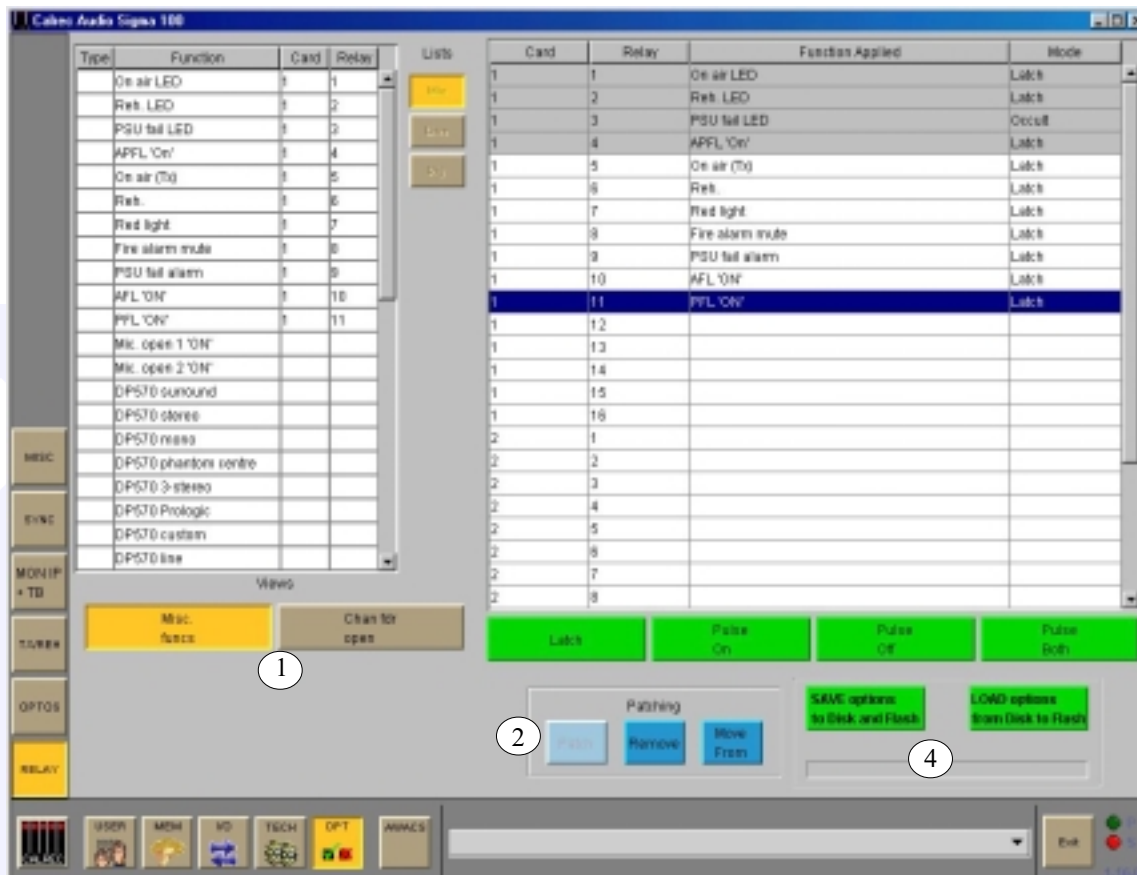 Calrec Audio Sigma 100
Type Function Card Relay
On air LED 1 1
Reh. LED 1 2
PSU fail LED 1 3
APFL 'On' 1 4
On air (Tx) 1 5
Reh. 1 6
Red light 1 7
Fire alarm mute 1 8
PSU fail alarm 1 9
AFL 'ON' 1 10
PFL 'ON' 1 11
Mic. open 1 'ON'
Mic. open 2 'ON'
DP570 surround
DP570 stereo
DP570 mono
DP570 phantom centre
DP570 3-stereo
DP570 Prologic
DP570 custom
DP570 line
Lists
Views
Misc.
funcs
Chan fdr
open
1
Card Relay Function Applied Mode
1 1 On air LED Latch
1 2 Reh. LED Latch
1 3 PSU fail LED Occult
1 4 APFL 'On' Latch
1 5 On air (Tx) Latch
1 6 Reh. Latch
1 7 Red light Latch
1 8 Fire alarm mute Latch
1 9 PSU fail alarm Latch
1 10 AFL 'ON' Latch
1 11 PFL 'ON' Latch
1 12
1 13
1 14
1 15
1 16
2 1
2 2
2 3
2 4
2 5
2 6
2 7
2 8
Latch
Pulse
On
Pulse
Off
Pulse
Both
2
Patching
Patch
Remove
Move
From
SAVE options
to Disk and Flash
LOAD options
from Disk to Flash
4
MISC
SYNC
MON IP
+ TB
TX/REH
OPTOS
RELAY
CALREC
USER
MEM
I/O
TECH
OPT
AWACS
Exit